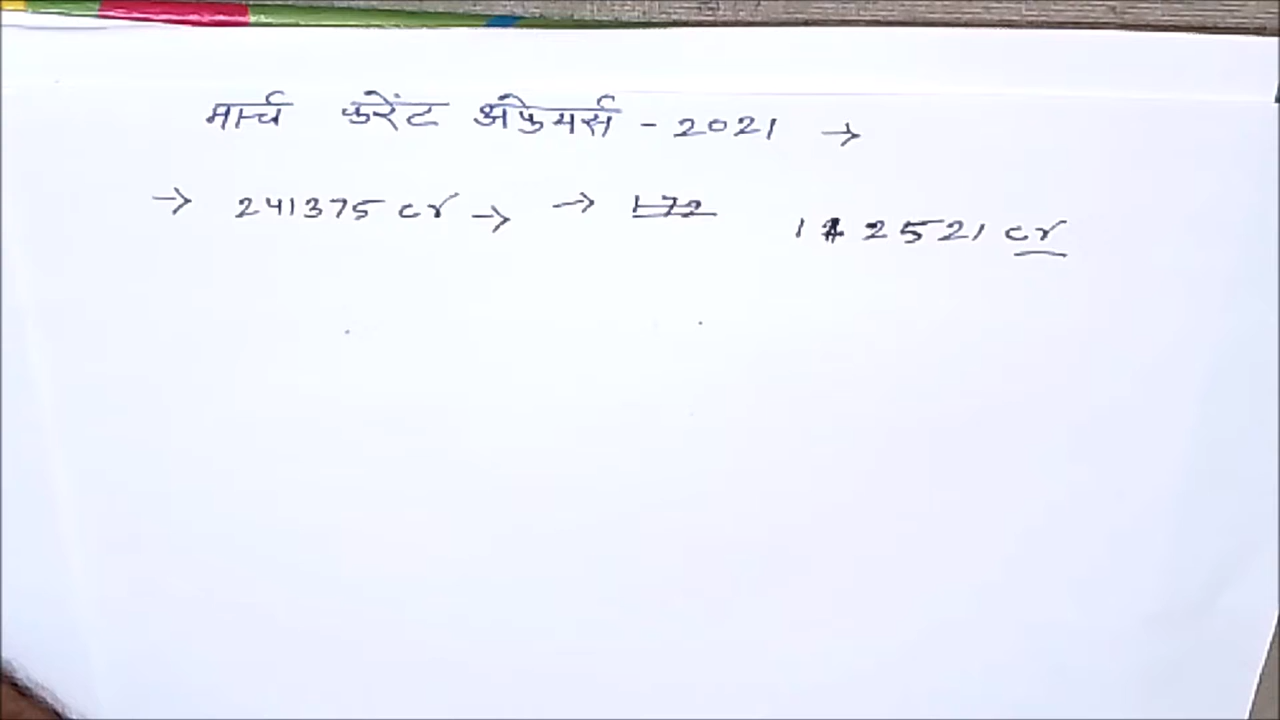 मार्च करेंट अफेयर्स - 2021 →
→ 241375 cr → → 172 1 2521 cr